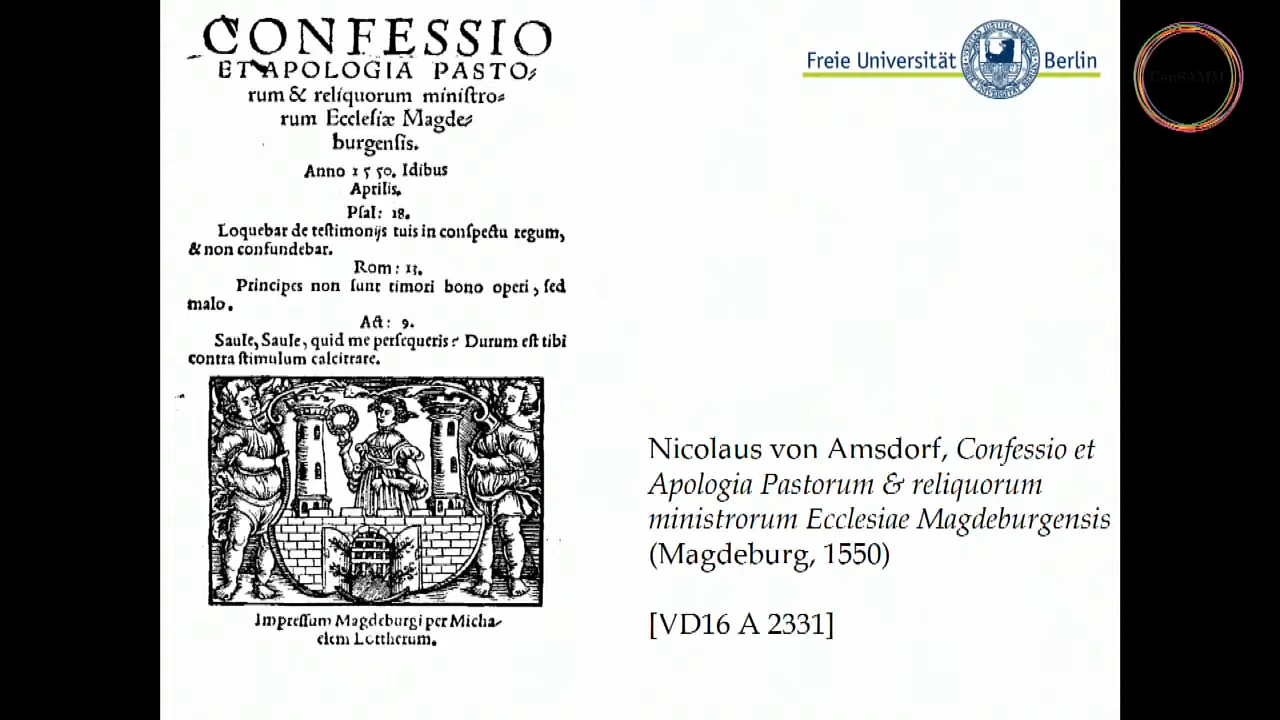 CONFESSIO
ET APOLOGIA PASTO⸗
rum & reliquorum miniſtro⸗
rum Eccleſiæ Magde⸗
burgenſis.
Anno 1550. Idibus
Aprilis.
Pſal: 18.
Loquebar de teſtimonijs tuis in conſpectu regum,
& non confundebar.
Rom: 13.
Principes non ſunt timori bono operi, ſed
malo.
Act: 9.
Saule, Saule, quid me perſequeris? Durum eſt tibi
contra ſtimulum calcitrare.
Impreſſum Magdeburgi per Micha⸗
elem Lottherum.
Freie Universität Berlin
CenSAMM
Nicolaus von Amsdorf, Confessio et
Apologia Pastorum & reliquorum
ministrorum Ecclesiae Magdeburgensis
(Magdeburg, 1550)
[VD16 A 2331]